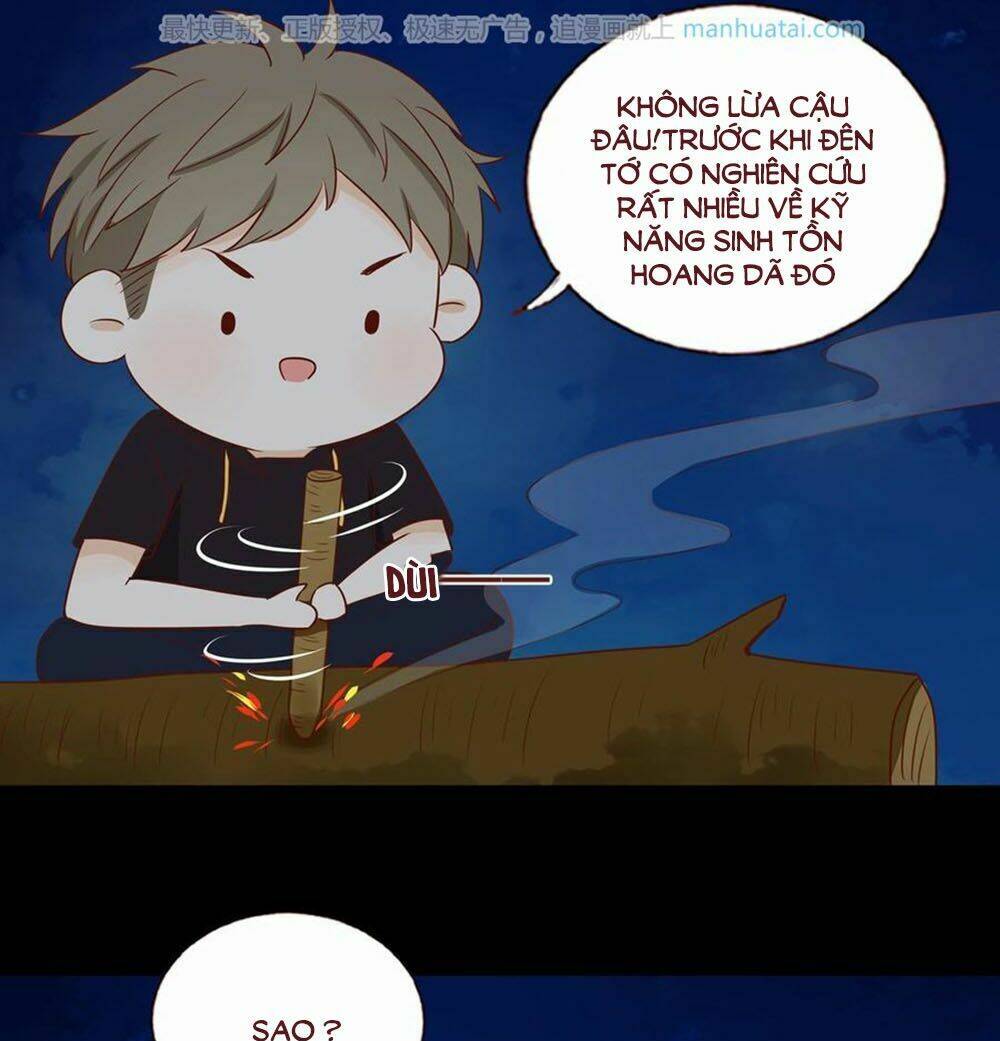 最快更新、正版授权、极速无广告，追漫画就上 manhuatai.com
KHÔNG LỪA CẬU
ĐÂU!TRƯỚC KHI ĐÊN
TỚ CÓ NGHIÊN CỨU
RẤT NHIỀU VỀ KỸ
NĂNG SINH TỒN
HOANG DÃ ĐÓ
DÙI
SAO ?